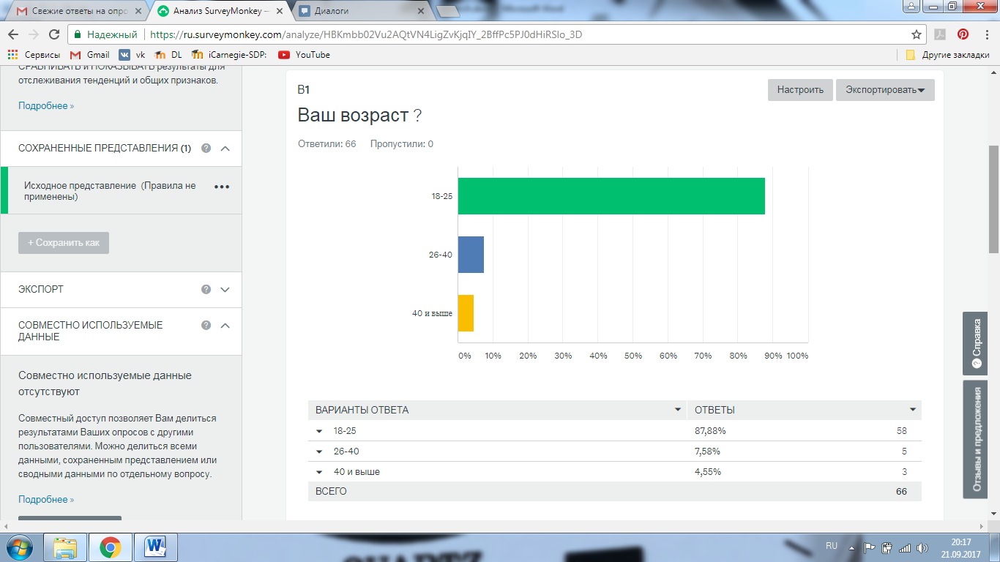 Свежие ответы на опро
Анализ SurveyMonkey –
Диалоги
Надежный
https://ru.surveymonkey.com/analyze/HBKmbb02Vu2AQtVN4LigZvKjqIY_2BffPc5PJ0dHiRSIo_3D
Сервисы
Gmail
vk
DL
iCarnegie-SDP:
YouTube
Другие закладки
СРАВНИВАТЬ и ПОКАЗЫВАТЬ результаты для
отслеживания тенденций и общих признаков.
Подробнее »
СОХРАНЕННЫЕ ПРЕДСТАВЛЕНИЯ (1)
Исходное представление (Правила не
применены)
+ Сохранить как
ЭКСПОРТ
СОВМЕСТНО ИСПОЛЬЗУЕМЫЕ
ДАННЫЕ
Совместно используемые данные
отсутствуют
Совместный доступ позволяет Вам делиться
результатами Ваших опросов с другими
пользователями. Можно делиться всеми
данными, сохраненным представлением или
сводными данными по отдельному вопросу.
Подробнее »
В1
Настроить
Экспортировать
Ваш возраст ?
Ответили: 66 Пропустили: 0
18-25
26-40
40 и выше
0% 10% 20% 30% 40% 50% 60% 70% 80% 90% 100%
ВАРИАНТЫ ОТВЕТА ОТВЕТЫ
18-25 87,88% 58
26-40 7,58% 5
40 и выше 4,55% 3
ВСЕГО 66
Справка
Отзывы и предложения
RU
20:17
21.09.2017